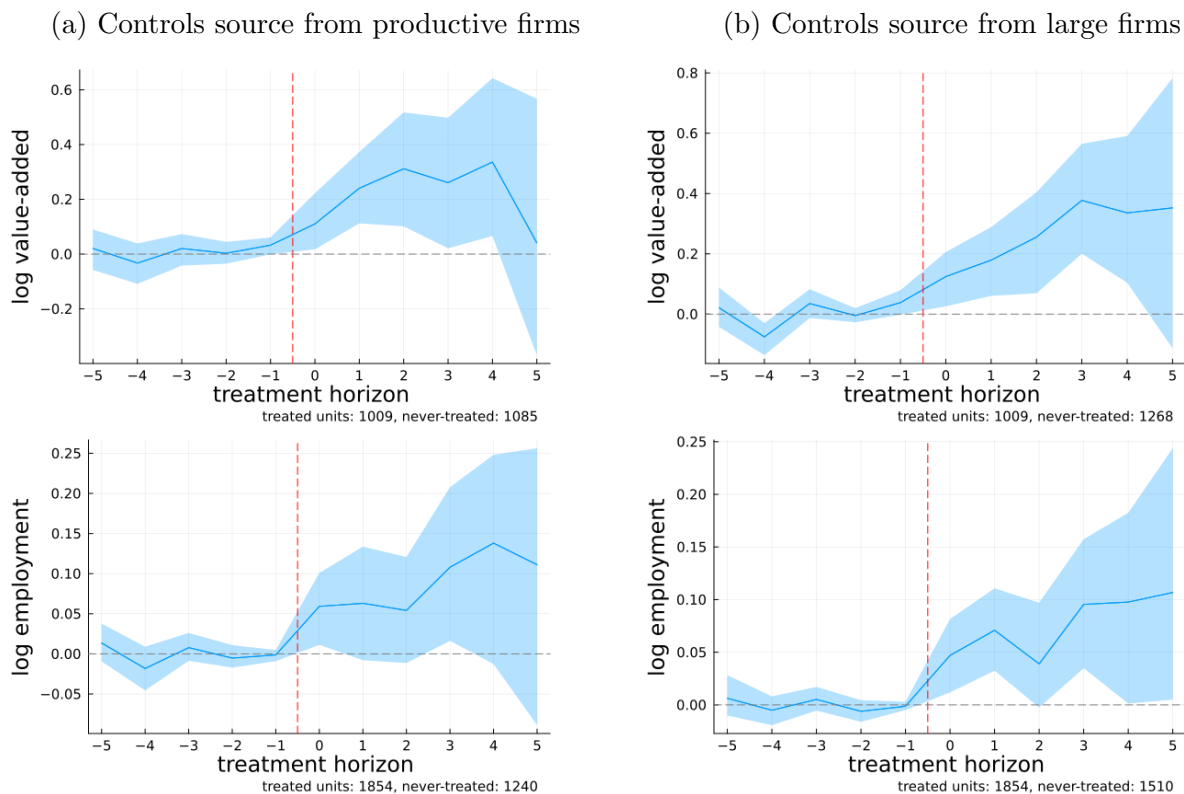 (a) Controls source from productive firms
(b) Controls source from large firms
log value-added
0.6
0.4
0.2
0.0
−0.2
−5 −4 −3 −2 −1 0 1 2 3 4 5
treatment horizon
treated units: 1009, never-treated: 1085
log value-added
0.8
0.6
0.4
0.2
0.0
−5 −4 −3 −2 −1 0 1 2 3 4 5
treatment horizon
treated units: 1009, never-treated: 1268
log employment
0.25
0.20
0.15
0.10
0.05
0.00
−0.05
−5 −4 −3 −2 −1 0 1 2 3 4 5
treatment horizon
treated units: 1854, never-treated: 1240
log employment
0.25
0.20
0.15
0.10
0.05
0.00
−5 −4 −3 −2 −1 0 1 2 3 4 5
treatment horizon
treated units: 1854, never-treated: 1510